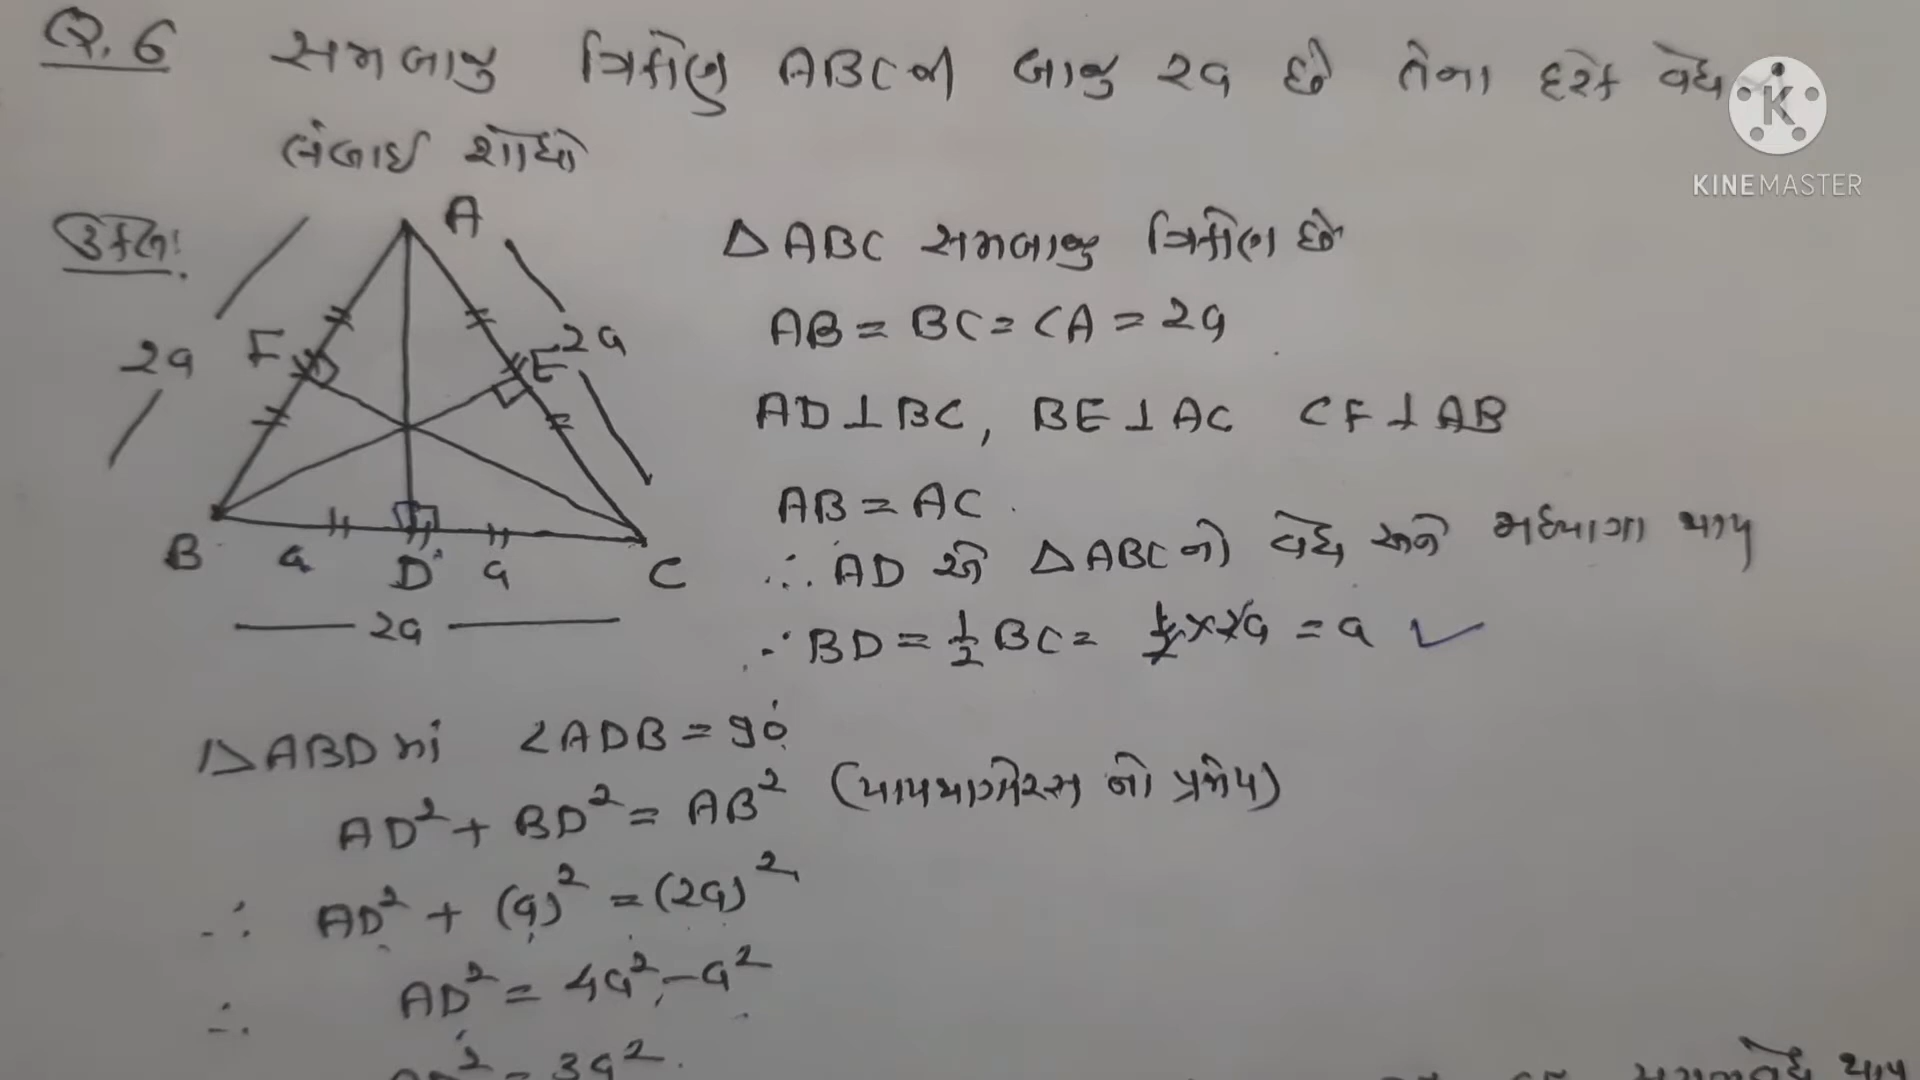 Q.6 સમબાજુ ત્રિકોણ ABCની બાજુ 2a છે તેના દરેક વેધ
લંબાઈ શોધો
KINEMASTER
ઉકેલ:
A
2a
F
E
2a
B
a
D
a
C
2a
△ABC સમબાજુ ત્રિકોણ છે
AB = BC = CA = 2a
AD⊥BC, BE⊥AC CF⊥AB
AB = AC
∴ AD એ △ABCનો વેધ અને મધ્યગા થાય
∴ BD = 1/2 BC = 1/2 × 2a = a ✓
△ABDમાં ∠ADB = 90°
AD² + BD² = AB² (પાયથાગોરસ નો પ્રમેય)
∴ AD² + (a)² = (2a)²
∴ AD² = 4a² - a²
AD² = 3a²